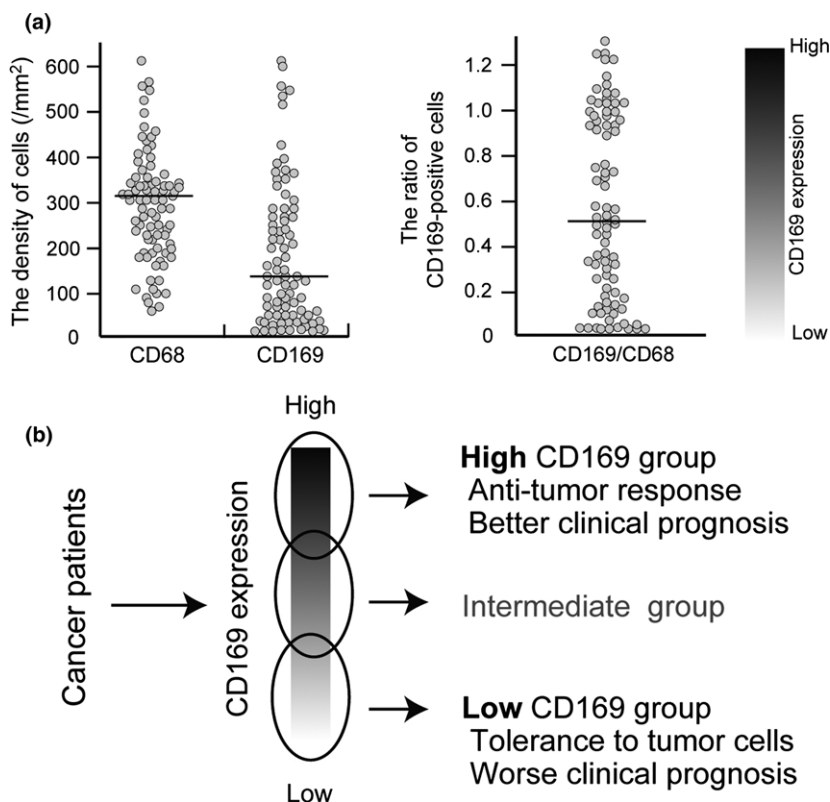 (a)
The density of cells (/mm²)
600
500
400
300
200
100
0
CD68
CD169
The ratio of
CD169-positive cells
1.2
1.0
0.8
0.6
0.4
0.2
0
CD169/CD68
High
CD169 expression
Low
(b)
Cancer patients
High
CD169 expression
Low
High CD169 group
Anti-tumor response
Better clinical prognosis
Intermediate group
Low CD169 group
Tolerance to tumor cells
Worse clinical prognosis